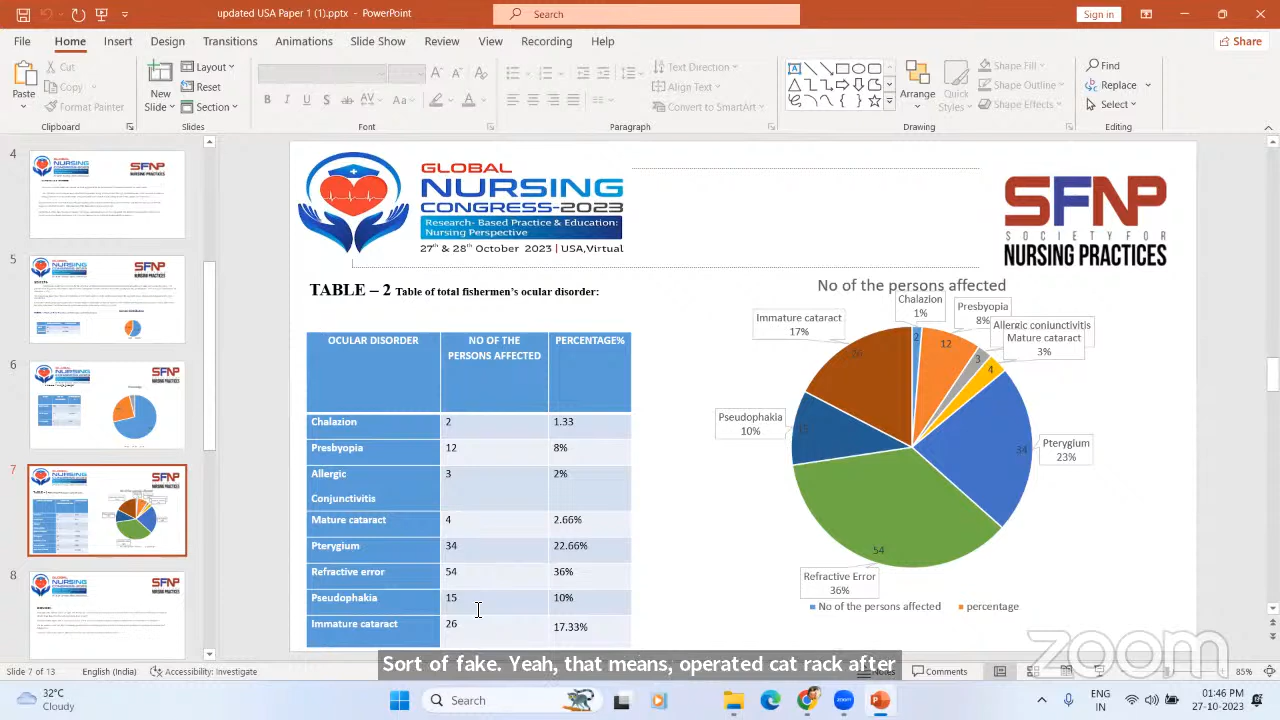 updated USA Paper 1 (1).pptx - PowerPoint
Search
Sign in
File Home Insert Design Transitions Animations Slide Show Review View Recording Help
Share
Paste
Cut
Copy
Format Painter
Clipboard
New
Slide
Layout
Reset
Section
Slides
Font
Text Direction
Align Text
Convert to SmartArt
Paragraph
Arrange
Quick
Styles
Shape Fill
Shape Outline
Shape Effects
Drawing
Find
Replace
Select
Editing
4
5
6
7
8
GLOBAL
NURSING
CONGRESS-2023
Research- Based Practice & Education:
Nursing Perspective
27th & 28th October 2023 | USA,Virtual
SFNP
SOCIETY FOR
NURSING PRACTICES
TABLE – 2 Table of total fishermen's ocular disorder:
OCULAR DISORDER NO OF THE PERSONS AFFECTED PERCENTAGE%
Chalazion 2 1.33
Presbyopia 12 8%
Allergic Conjunctivitis 3 2%
Mature cataract 4 2.66%
Pterygium 34 22.66%
Refractive error 54 36%
Pseudophakia 15 10%
Immature cataract 26 17.33%
No of the persons affected
Chalazion
1%
Presbyopia
8%
Allergic conjunctivitis
Mature cataract
3%
Immature cataract
17%
Pseudophakia
10%
Pterygium
23%
Refractive Error
36%
2
12
3
4
34
54
15
26
No of the persons affected percentage
zoom
Sort of fake. Yeah, that means, operated cat rack after
Slide 7 of 13 English (India) Accessibility: Investigate
Comments
85%
32°C
Cloudy
Search
ENG
IN
01:46 PM
27-10-2023